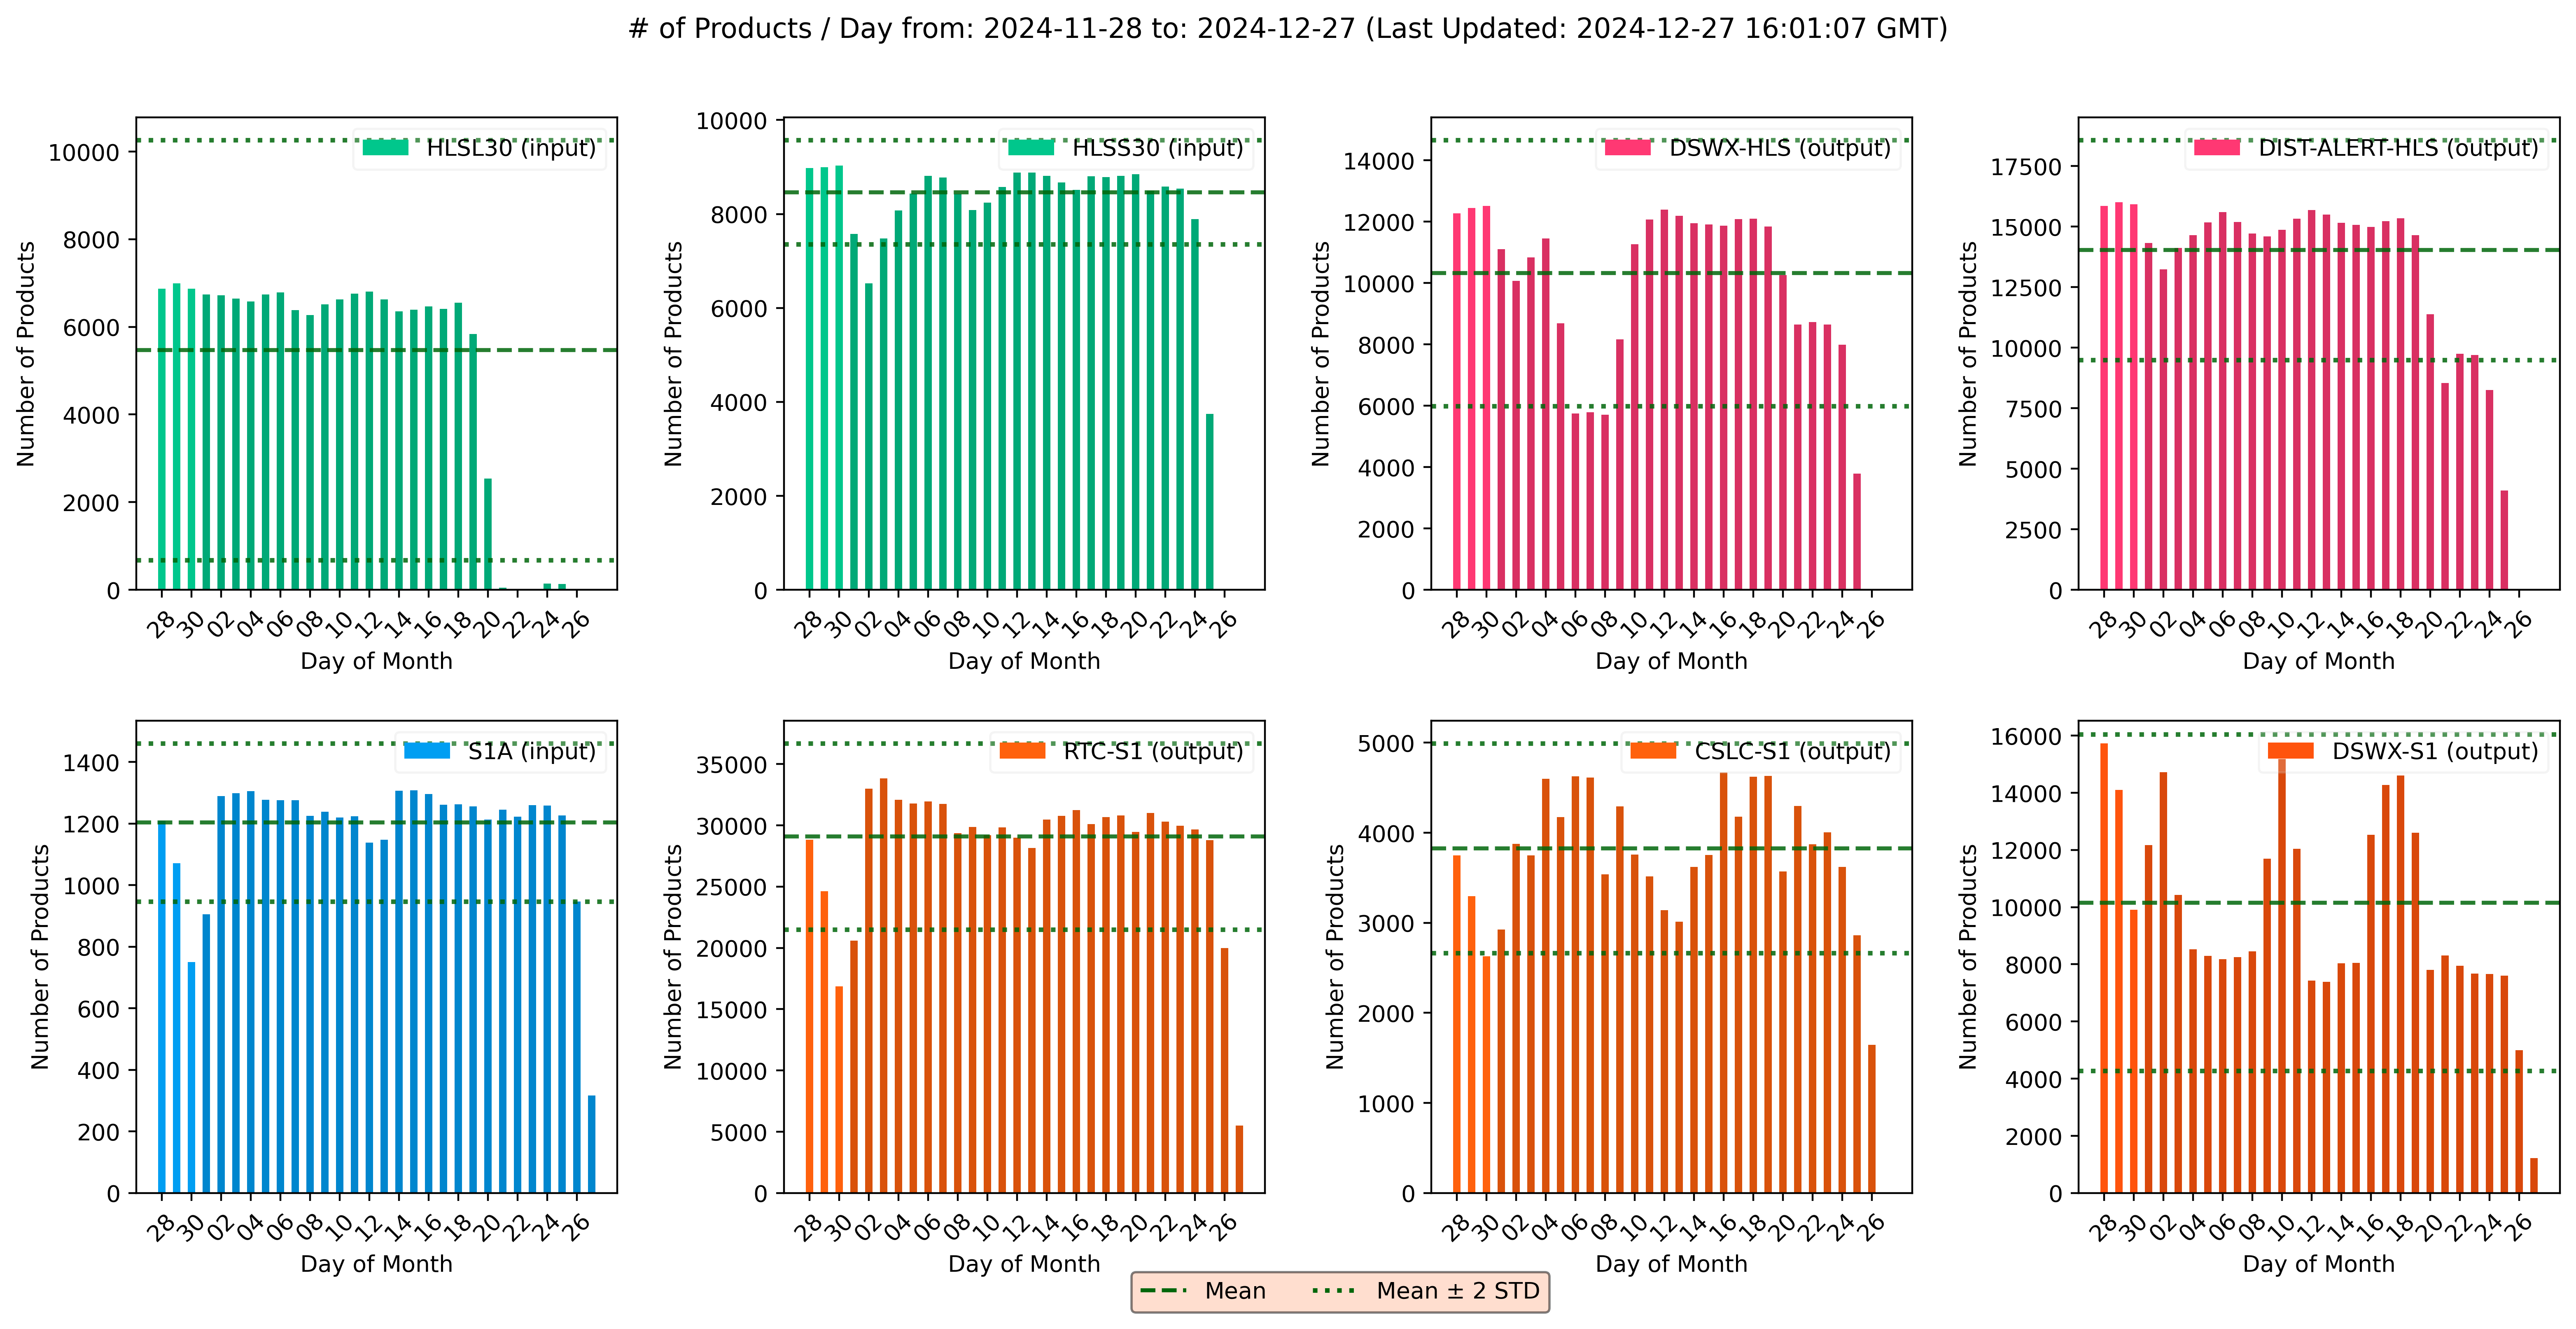 # of Products / Day from: 2024-11-28 to: 2024-12-27 (Last Updated: 2024-12-27 16:01:07 GMT)
HLSL30 (input)
Number of Products
10000
8000
6000
4000
2000
0
28 30 02 04 06 08 10 12 14 16 18 20 22 24 26
Day of Month
HLSS30 (input)
Number of Products
10000
8000
6000
4000
2000
0
28 30 02 04 06 08 10 12 14 16 18 20 22 24 26
Day of Month
DSWX-HLS (output)
Number of Products
14000
12000
10000
8000
6000
4000
2000
0
28 30 02 04 06 08 10 12 14 16 18 20 22 24 26
Day of Month
DIST-ALERT-HLS (output)
Number of Products
17500
15000
12500
10000
7500
5000
2500
0
28 30 02 04 06 08 10 12 14 16 18 20 22 24 26
Day of Month
S1A (input)
Number of Products
1400
1200
1000
800
600
400
200
0
28 30 02 04 06 08 10 12 14 16 18 20 22 24 26
Day of Month
RTC-S1 (output)
Number of Products
35000
30000
25000
20000
15000
10000
5000
0
28 30 02 04 06 08 10 12 14 16 18 20 22 24 26
Day of Month
CSLC-S1 (output)
Number of Products
5000
4000
3000
2000
1000
0
28 30 02 04 06 08 10 12 14 16 18 20 22 24 26
Day of Month
DSWX-S1 (output)
Number of Products
16000
14000
12000
10000
8000
6000
4000
2000
0
28 30 02 04 06 08 10 12 14 16 18 20 22 24 26
Day of Month
Mean
Mean ± 2 STD